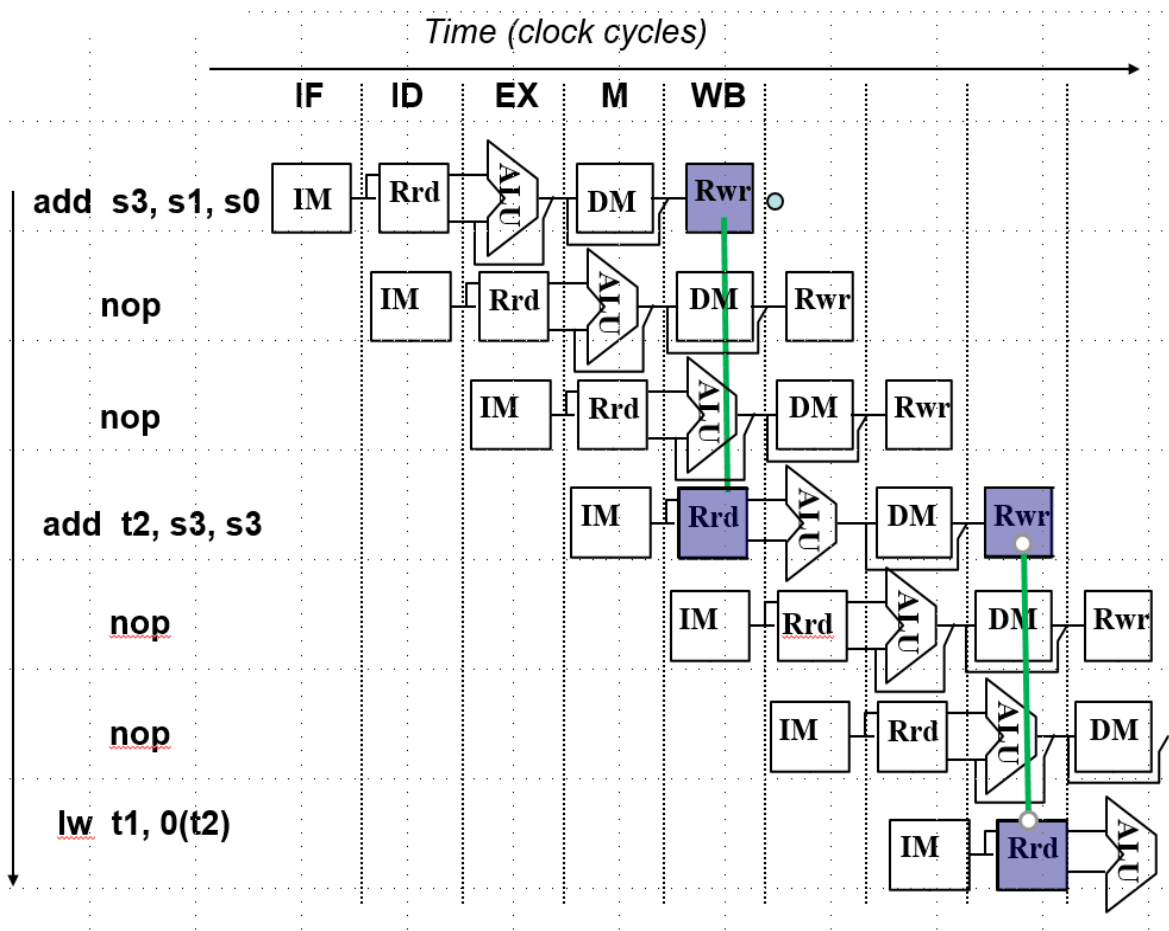 Time (clock cycles)
IF ID EX M WB
add s3, s1, s0 IM Rrd ALU DM Rwr
nop IM Rrd ALU DM Rwr
nop IM Rrd ALU DM Rwr
add t2, s3, s3 IM Rrd ALU DM Rwr
nop IM Rrd ALU DM Rwr
nop IM Rrd ALU DM
lw t1, 0(t2) IM Rrd ALU